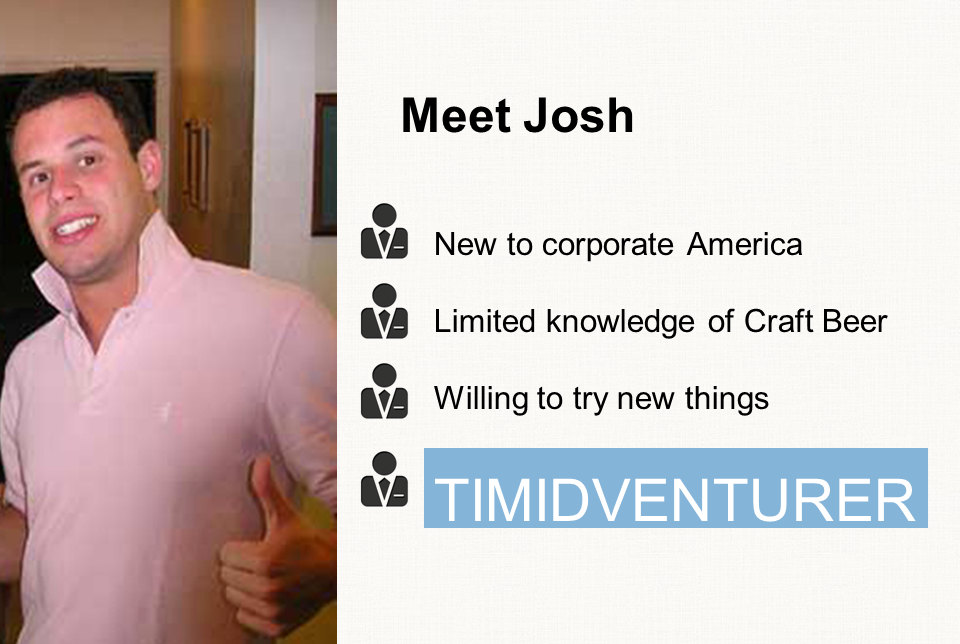 Meet Josh
New to corporate America
Limited knowledge of Craft Beer
Willing to try new things
TIMIDVENTURER